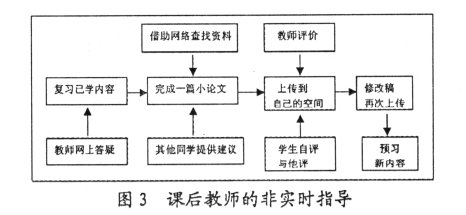 借助网络查找资料
教师评价
复习已学内容
完成一篇小论文
上传到
自己的空间
修改稿
再次上传
教师网上答疑
其他同学提供建议
学生自评
与他评
预习
新内容
图3 课后教师的非实时指导